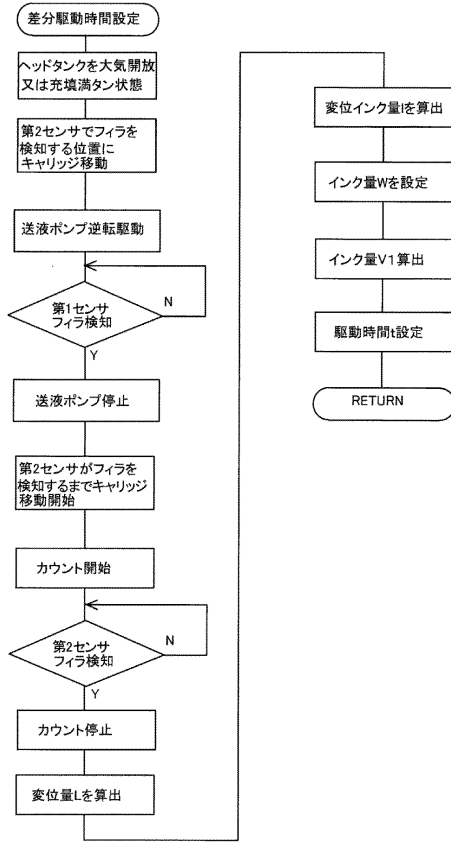 差分駆動時間設定
ヘッドタンクを大気開放
又は充填満タン状態
第2センサでフィラを
検知する位置に
キャリッジ移動
送液ポンプ逆転駆動
第1センサ
フィラ検知
N
Y
送液ポンプ停止
第2センサがフィラを
検知するまでキャリッジ
移動開始
カウント開始
第2センサ
フィラ検知
N
Y
カウント停止
変位量Lを算出
変位インク量Iを算出
インク量Wを設定
インク量V1算出
駆動時間t設定
RETURN